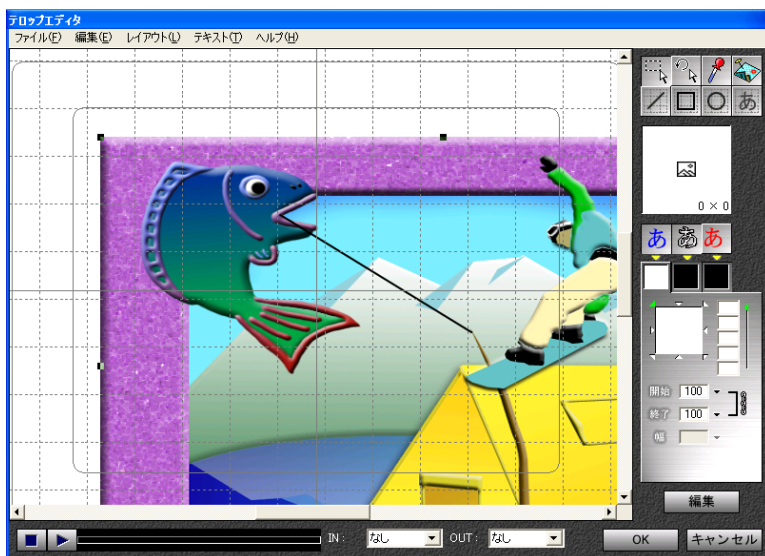 テロップエディタ
ファイル(F) 編集(E) レイアウト(L) テキスト(T) ヘルプ(H)
あ
0 × 0
あ あ あ
開始 100
終了 100
幅
編集
IN : なし OUT : なし OK キャンセル